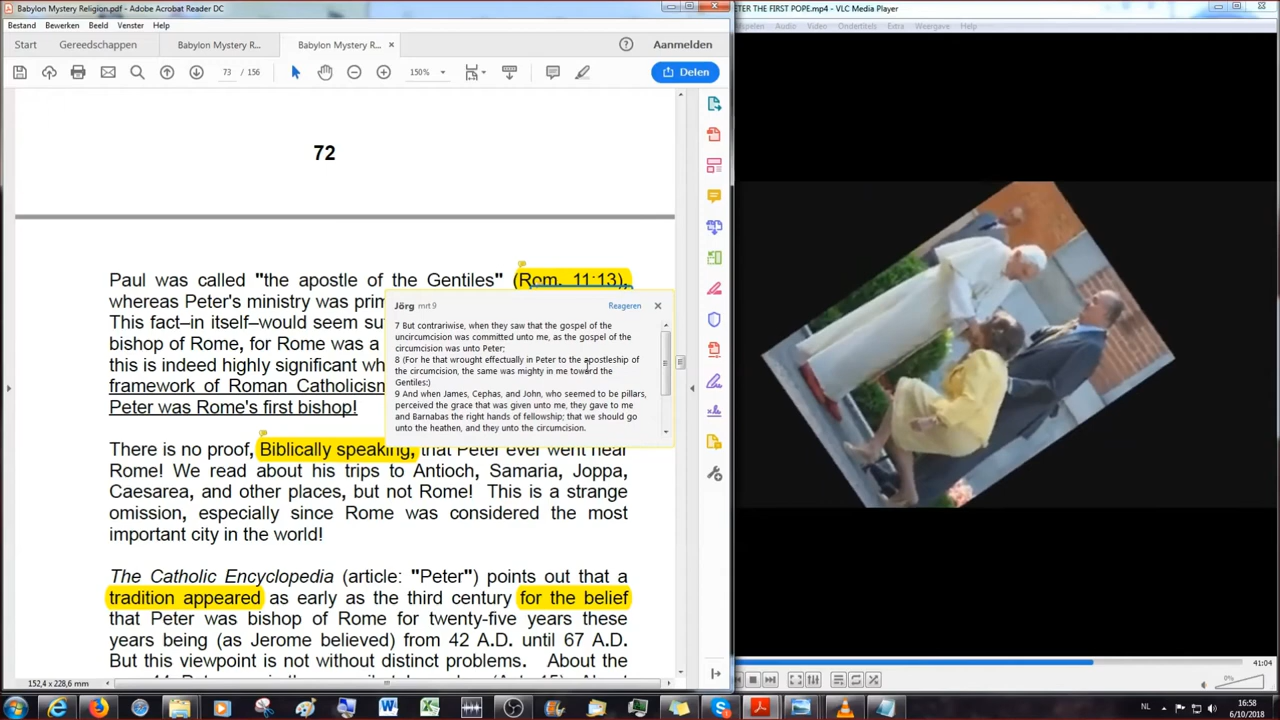 Babylon Mystery Religion.pdf - Adobe Acrobat Reader DC
Bestand Bewerken Beeld Venster Help
Start Gereedschappen Babylon Mystery R... Babylon Mystery R... × Aanmelden
73 / 156 150% Delen
72
Paul was called "the apostle of the Gentiles" (Rom. 11:13),
whereas Peter's ministry was prim
This fact–in itself–would seem su
bishop of Rome, for Rome was a
this is indeed highly significant wh
framework of Roman Catholicism
Peter was Rome's first bishop!
Jörg mrt 9 Reageren
7 But contrariwise, when they saw that the gospel of the
uncircumcision was committed unto me, as the gospel of the
circumcision was unto Peter;
8 (For he that wrought effectually in Peter to the apostleship of
the circumcision, the same was mighty in me toward the
Gentiles:)
9 And when James, Cephas, and John, who seemed to be pillars,
perceived the grace that was given unto me, they gave to me
and Barnabas the right hands of fellowship; that we should go
unto the heathen, and they unto the circumcision.
There is no proof, Biblically speaking, that Peter ever went near
Rome! We read about his trips to Antioch, Samaria, Joppa,
Caesarea, and other places, but not Rome! This is a strange
omission, especially since Rome was considered the most
important city in the world!
The Catholic Encyclopedia (article: "Peter") points out that a
tradition appeared as early as the third century for the belief
that Peter was bishop of Rome for twenty-five years these
years being (as Jerome believed) from 42 A.D. until 67 A.D.
But this viewpoint is not without distinct problems. About the
152,4 x 228,6 mm
ETER THE FIRST POPE.mp4 - VLC Media Player
Audio Video Ondertitels Extra Weergave Help
41:04
0%
NL
16:58
6/10/2018